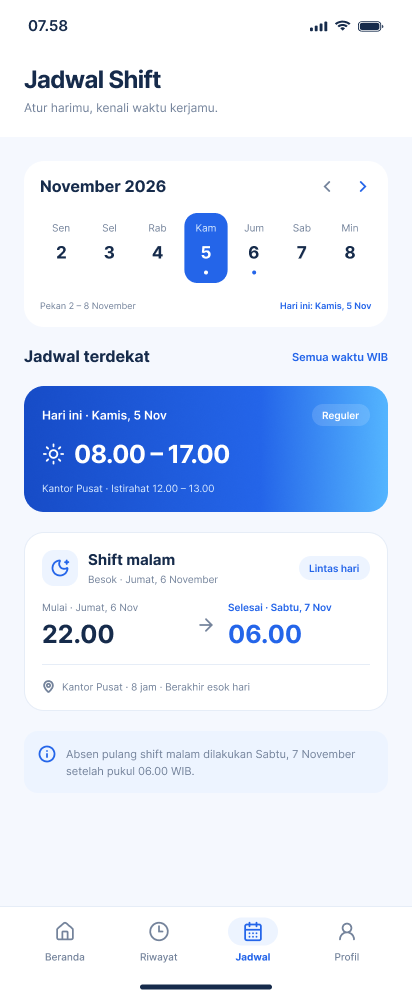 07.58
Jadwal Shift
Atur harimu, kenali waktu kerjamu.
November 2026
Sen Sel Rab Kam Jum Sab Min
2 3 4 5 6 7 8
Pekan 2 – 8 November Hari ini: Kamis, 5 Nov
Jadwal terdekat Semua waktu WIB
Hari ini · Kamis, 5 Nov Reguler
08.00 – 17.00
Kantor Pusat · Istirahat 12.00 – 13.00
Shift malam
Besok · Jumat, 6 November
Lintas hari
Mulai · Jumat, 6 Nov Selesai · Sabtu, 7 Nov
22.00 06.00
Kantor Pusat · 8 jam · Berakhir esok hari
Absen pulang shift malam dilakukan Sabtu, 7 November
setelah pukul 06.00 WIB.
Beranda Riwayat Jadwal Profil